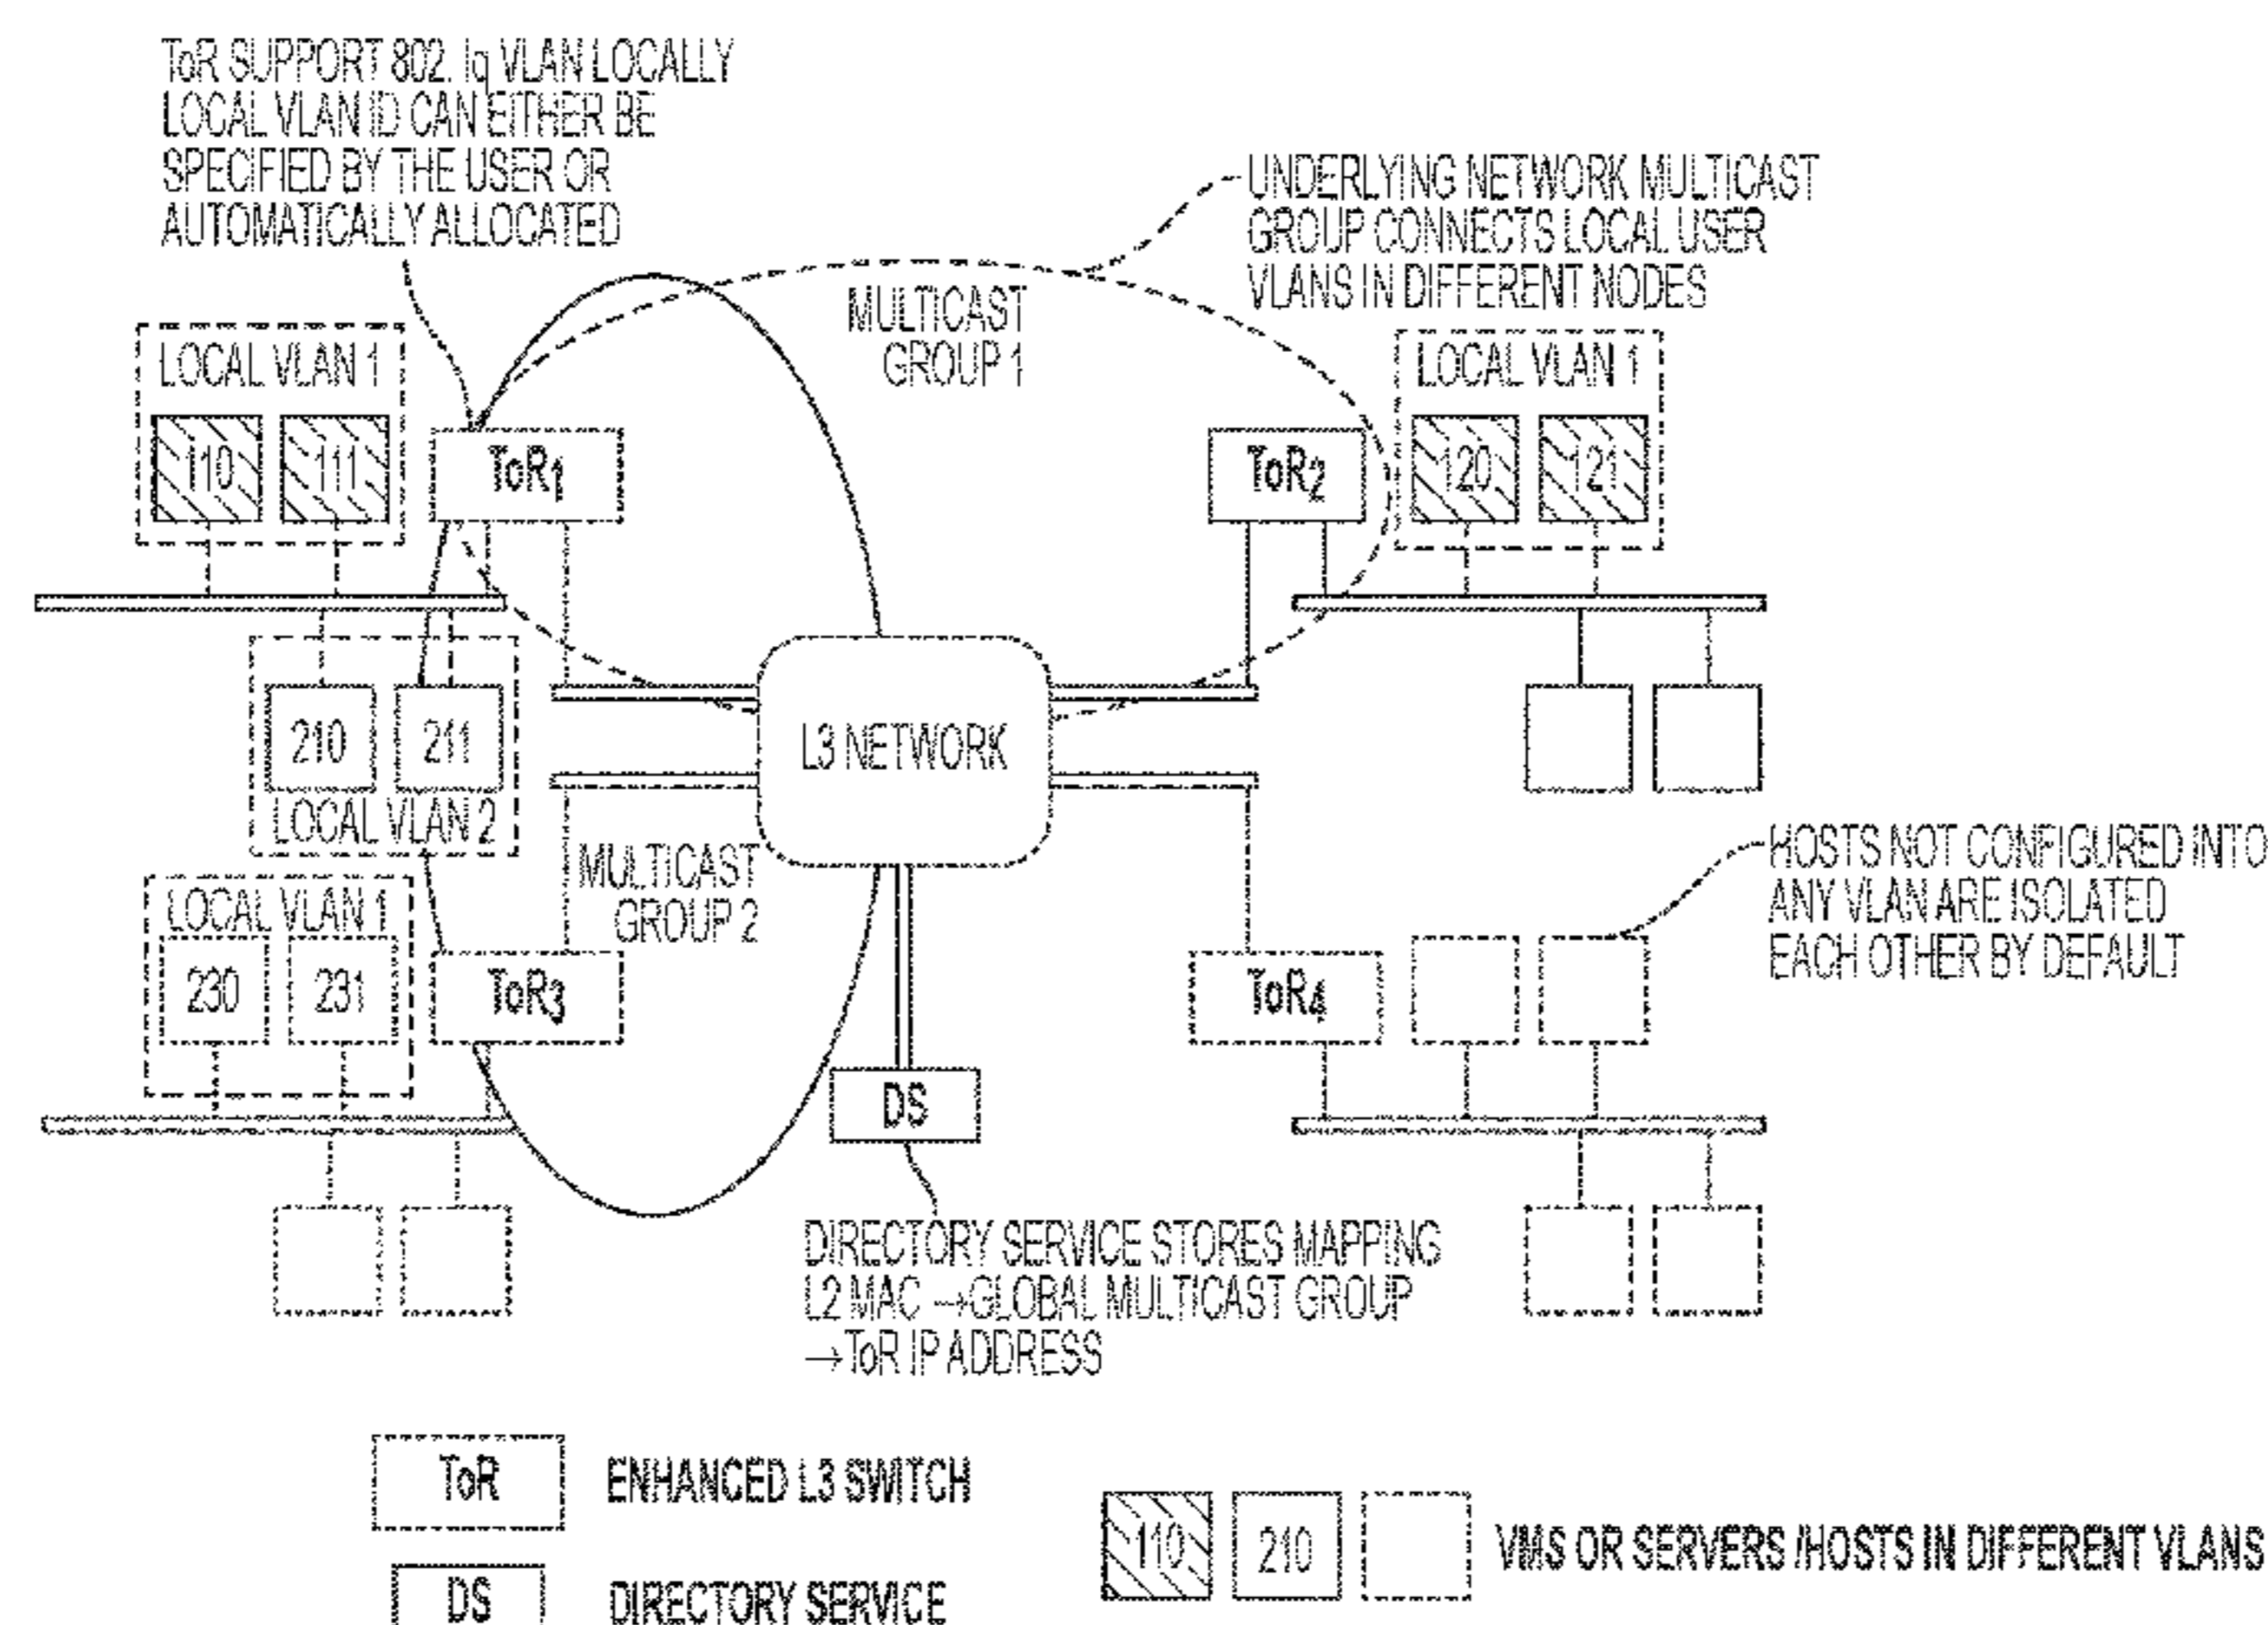 ToR SUPPORT 802. Iq VLAN LOCALLY
LOCAL VLAN ID CAN EITHER BE
SPECIFIED BY THE USER OR
AUTOMATICALLY ALLOCATED
UNDERLYING NETWORK MULTICAST
GROUP CONNECTS LOCAL USER
VLANS IN DIFFERENT NODES
MULTICAST
GROUP 1
LOCAL VLAN 1
110
111
ToR1
ToR2
LOCAL VLAN 1
120
121
210
211
LOCAL VLAN 2
L3 NETWORK
MULTICAST
GROUP 2
LOCAL VLAN 1
230
231
ToR3
ToR4
HOSTS NOT CONFIGURED INTO
ANY VLAN ARE ISOLATED
EACH OTHER BY DEFAULT
DS
DIRECTORY SERVICE STORES MAPPING
L2 MAC →GLOBAL MULTICAST GROUP
→ToR IP ADDRESS
ToR
ENHANCED L3 SWITCH
DS
DIRECTORY SERVICE
110
210
VMS OR SERVERS /HOSTS IN DIFFERENT VLANS